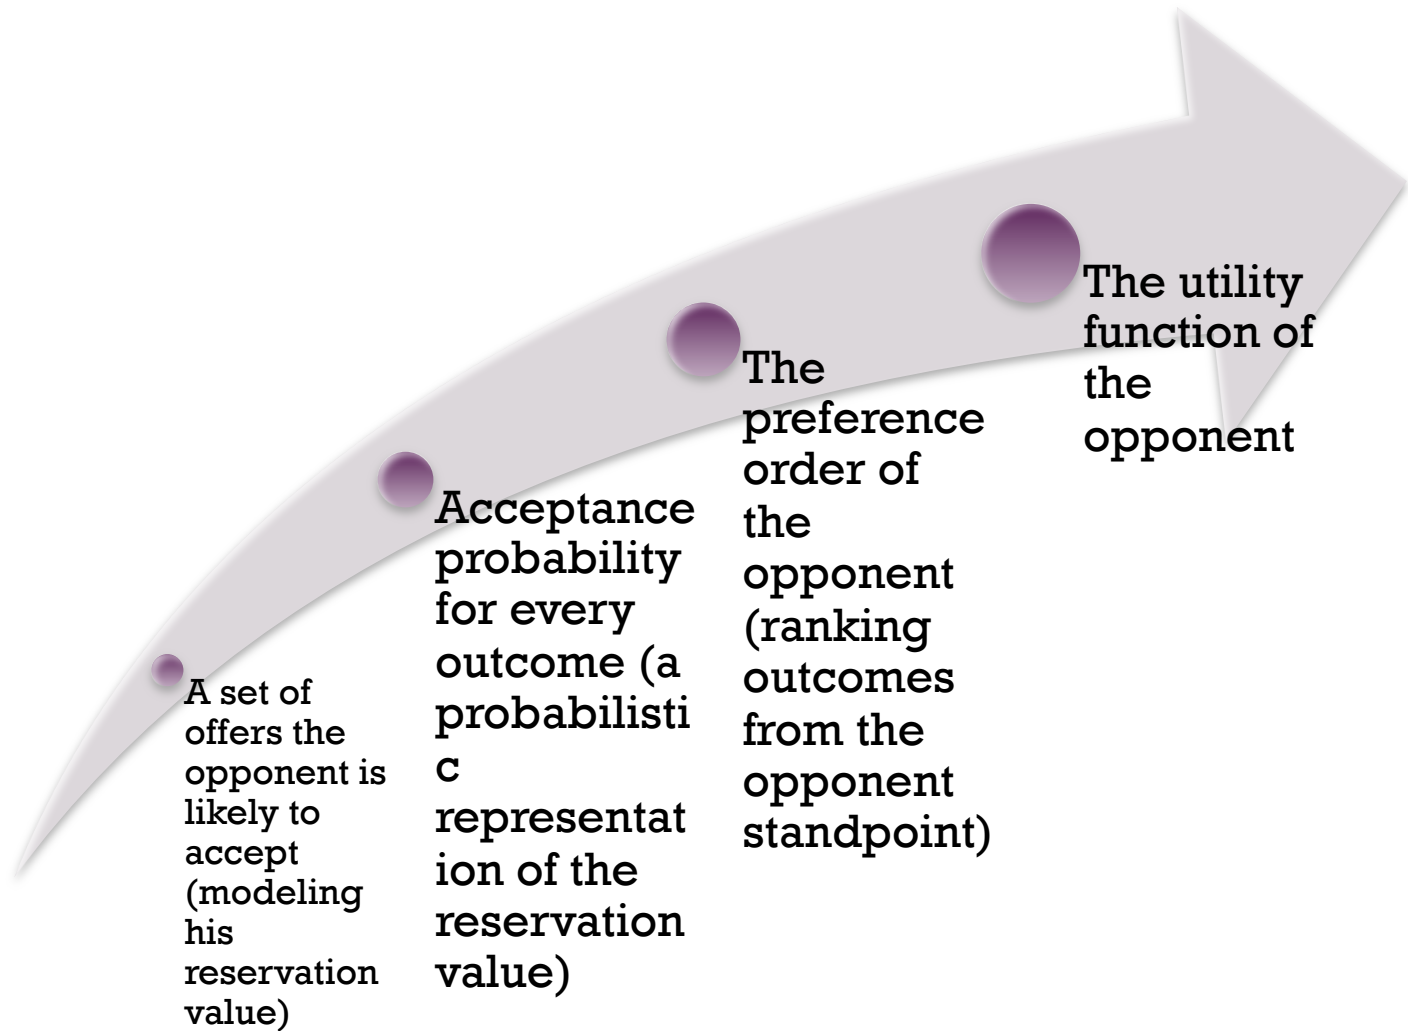 A set of
offers the
opponent is
likely to
accept
(modeling
his
reservation
value)
Acceptance
probability
for every
outcome (a
probabilisti
c
representat
ion of the
reservation
value)
The
preference
order of
the
opponent
(ranking
outcomes
from the
opponent
standpoint)
The utility
function of
the
opponent